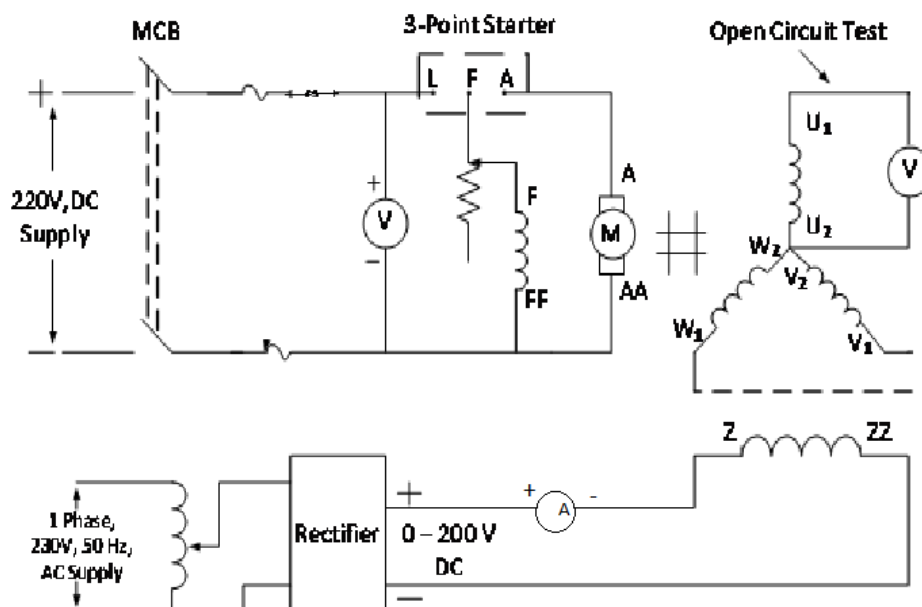 MCB
3-Point Starter
Open Circuit Test
L F A
+
220V, DC
Supply
+
V
-
F
FF
A
M
AA
U1
V
U2
W2
V2
W1
V1
Z ZZ
1 Phase,
230V, 50 Hz,
AC Supply
Rectifier
+
0 – 200 V
DC
–
+ A -